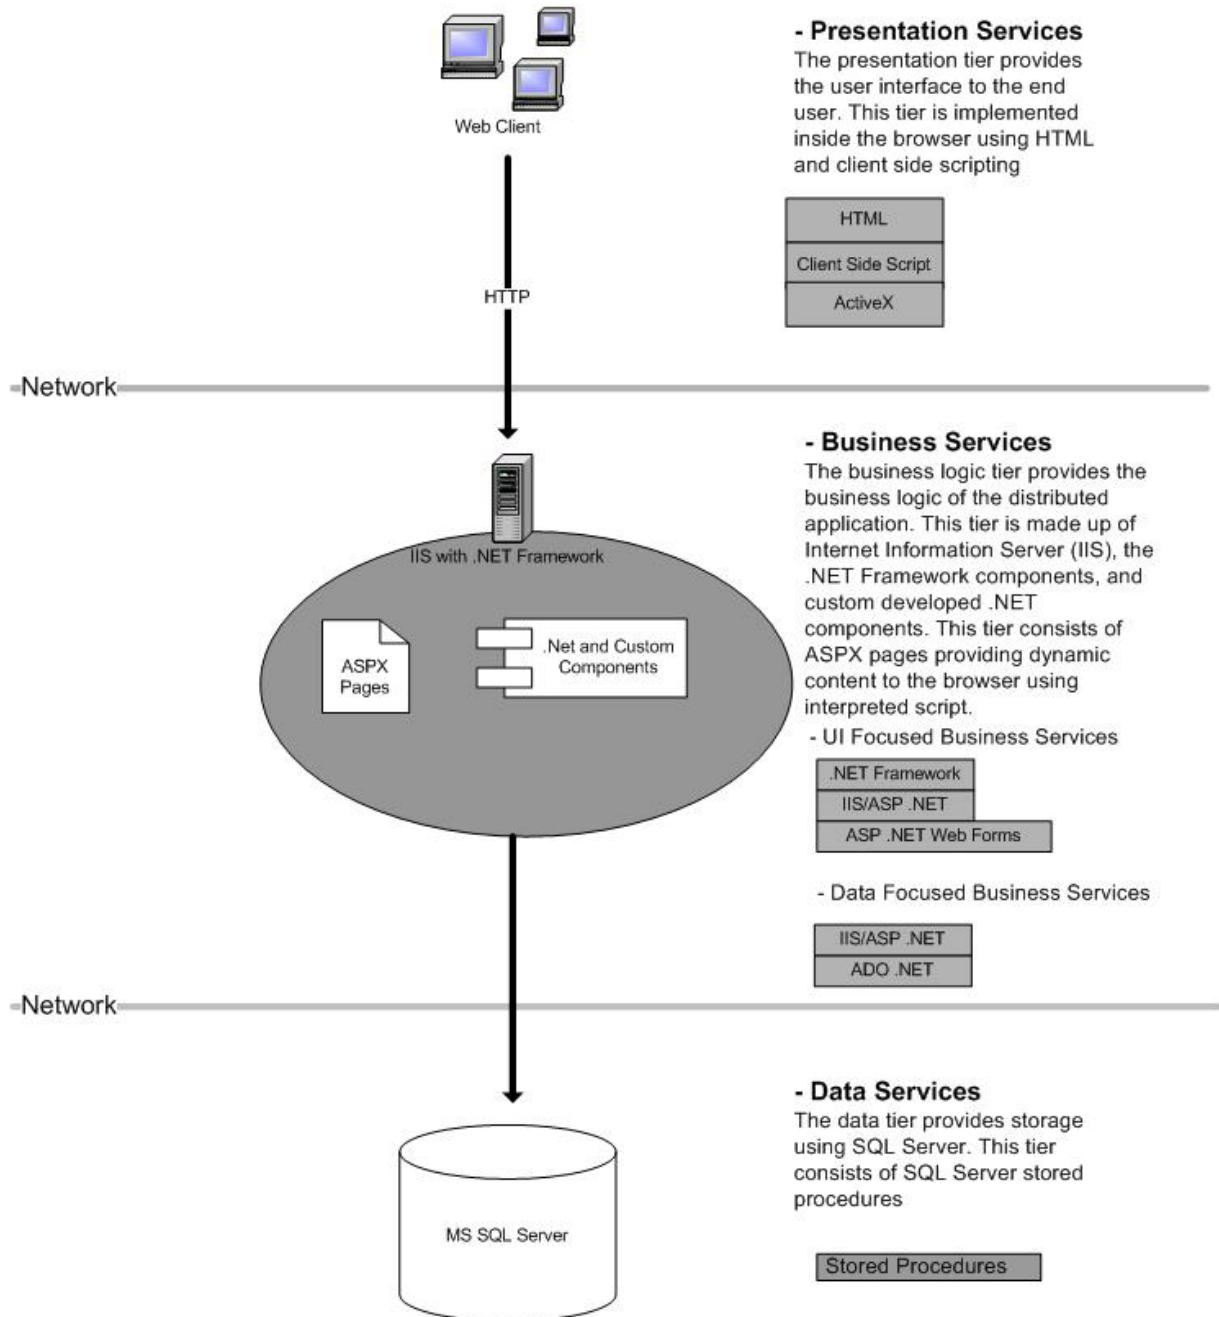 Web Client
HTTP
- Presentation Services
The presentation tier provides
the user interface to the end
user. This tier is implemented
inside the browser using HTML
and client side scripting
HTML
Client Side Script
ActiveX
Network
IIS with .NET Framework
ASPX
Pages
.Net and Custom
Components
- Business Services
The business logic tier provides the
business logic of the distributed
application. This tier is made up of
Internet Information Server (IIS), the
.NET Framework components, and
custom developed .NET
components. This tier consists of
ASPX pages providing dynamic
content to the browser using
interpreted script.
- UI Focused Business Services
.NET Framework
IIS/ASP .NET
ASP .NET Web Forms
- Data Focused Business Services
IIS/ASP .NET
ADO .NET
Network
MS SQL Server
- Data Services
The data tier provides storage
using SQL Server. This tier
consists of SQL Server stored
procedures
Stored Procedures